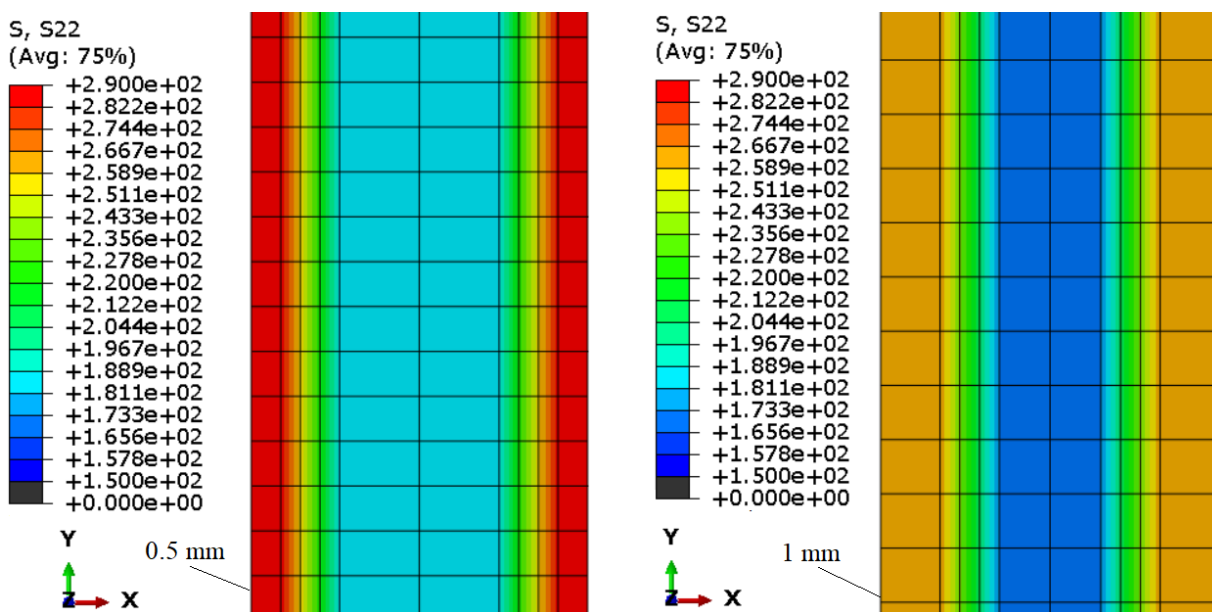 S, S22
(Avg: 75%)
+2.900e+02
+2.822e+02
+2.744e+02
+2.667e+02
+2.589e+02
+2.511e+02
+2.433e+02
+2.356e+02
+2.278e+02
+2.200e+02
+2.122e+02
+2.044e+02
+1.967e+02
+1.889e+02
+1.811e+02
+1.733e+02
+1.656e+02
+1.578e+02
+1.500e+02
+0.000e+00
Y
Z
X
0.5 mm
S, S22
(Avg: 75%)
+2.900e+02
+2.822e+02
+2.744e+02
+2.667e+02
+2.589e+02
+2.511e+02
+2.433e+02
+2.356e+02
+2.278e+02
+2.200e+02
+2.122e+02
+2.044e+02
+1.967e+02
+1.889e+02
+1.811e+02
+1.733e+02
+1.656e+02
+1.578e+02
+1.500e+02
+0.000e+00
Y
Z
X
1 mm